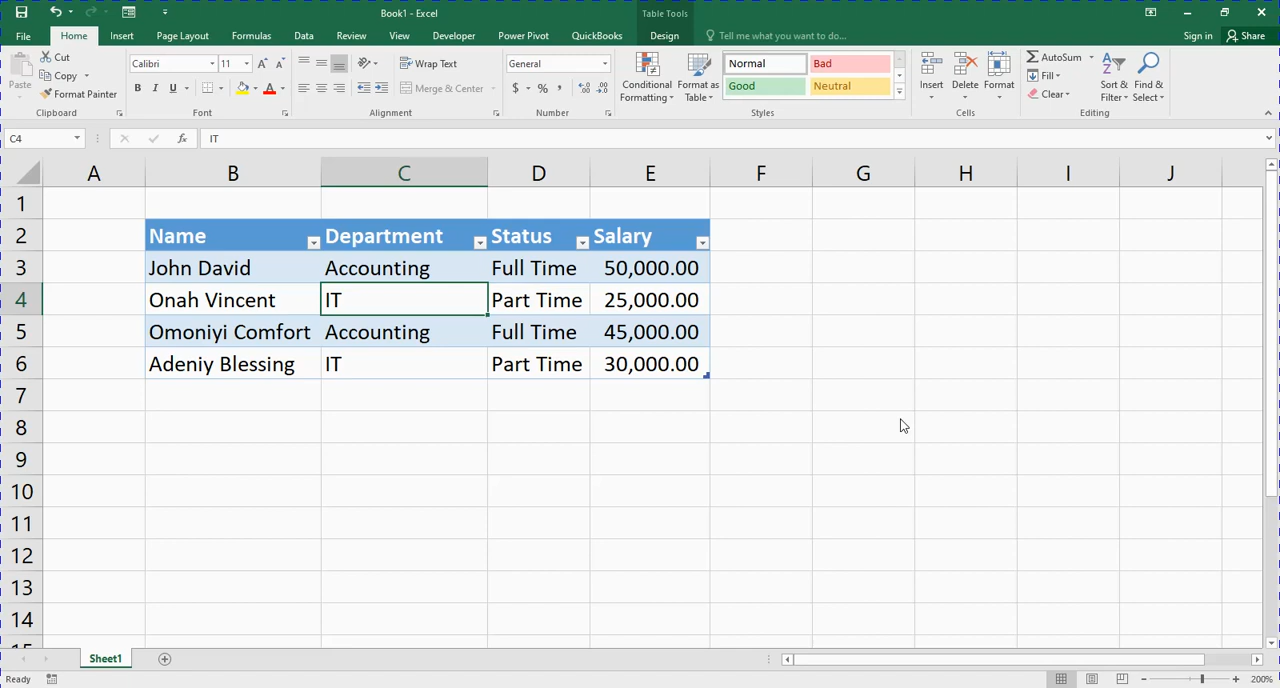 Book1 - Excel
Table Tools
File Home Insert Page Layout Formulas Data Review View Developer Power Pivot QuickBooks Design Tell me what you want to do... Sign in Share
Paste
Cut
Copy
Format Painter
Clipboard
Calibri
B I U A
Font
Wrap Text
Merge & Center
Alignment
General
$ % ,
Number
Conditional Formatting
Format as Table
Normal Bad
Good Neutral
Styles
Insert Delete Format
Cells
AutoSum
Fill
Clear
Sort & Filter
Find & Select
Editing
C4 fx IT
A B C D E F G H I J
1
2 Name Department Status Salary
3 John David Accounting Full Time 50,000.00
4 Onah Vincent IT Part Time 25,000.00
5 Omoniyi Comfort Accounting Full Time 45,000.00
6 Adeniy Blessing IT Part Time 30,000.00
7
8
9
10
11
12
13
14
Sheet1
Ready 200%